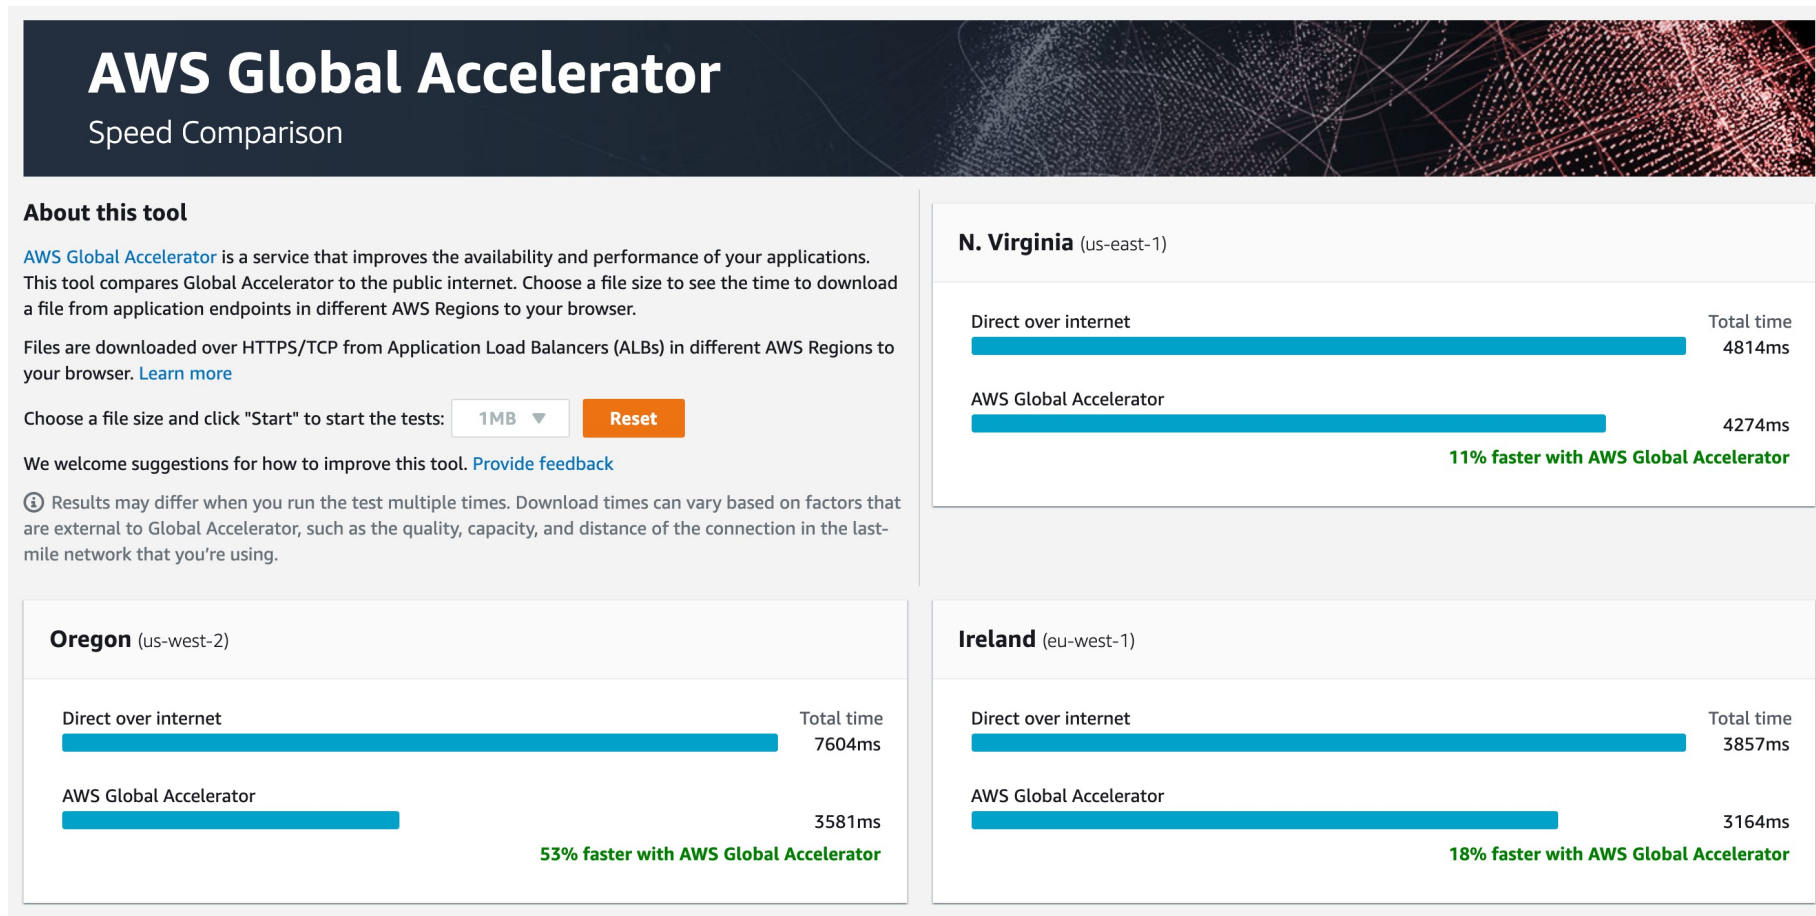 AWS Global Accelerator
Speed Comparison
About this tool
AWS Global Accelerator is a service that improves the availability and performance of your applications.
This tool compares Global Accelerator to the public internet. Choose a file size to see the time to download
a file from application endpoints in different AWS Regions to your browser.
Files are downloaded over HTTPS/TCP from Application Load Balancers (ALBs) in different AWS Regions to
your browser. Learn more
Choose a file size and click "Start" to start the tests: 1MB ▼ Reset
We welcome suggestions for how to improve this tool. Provide feedback
Results may differ when you run the test multiple times. Download times can vary based on factors that
are external to Global Accelerator, such as the quality, capacity, and distance of the connection in the last-
mile network that you’re using.
N. Virginia (us-east-1)
Direct over internet Total time
4814ms
AWS Global Accelerator
4274ms
11% faster with AWS Global Accelerator
Oregon (us-west-2)
Direct over internet Total time
7604ms
AWS Global Accelerator
3581ms
53% faster with AWS Global Accelerator
Ireland (eu-west-1)
Direct over internet Total time
3857ms
AWS Global Accelerator
3164ms
18% faster with AWS Global Accelerator